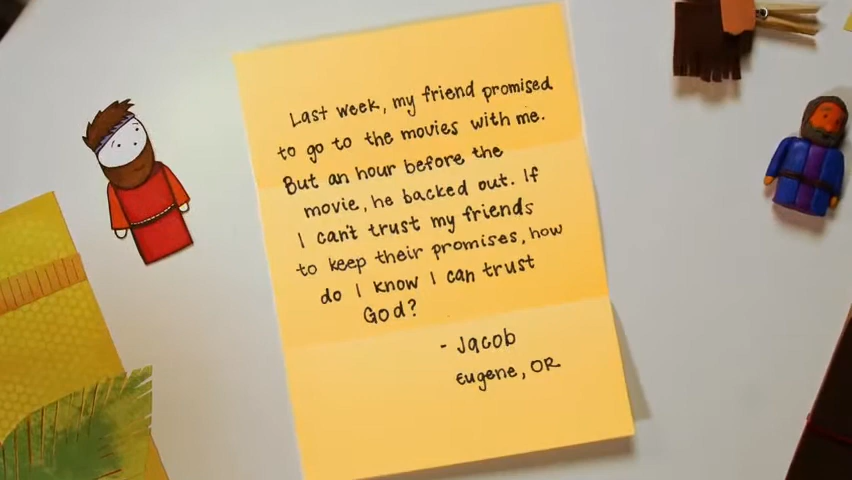 Last week, my friend promised
to go to the movies with me.
But an hour before the
movie, he backed out. If
I can't trust my friends
to keep their promises, how
do I know I can trust
God?
- Jacob
Eugene, OR